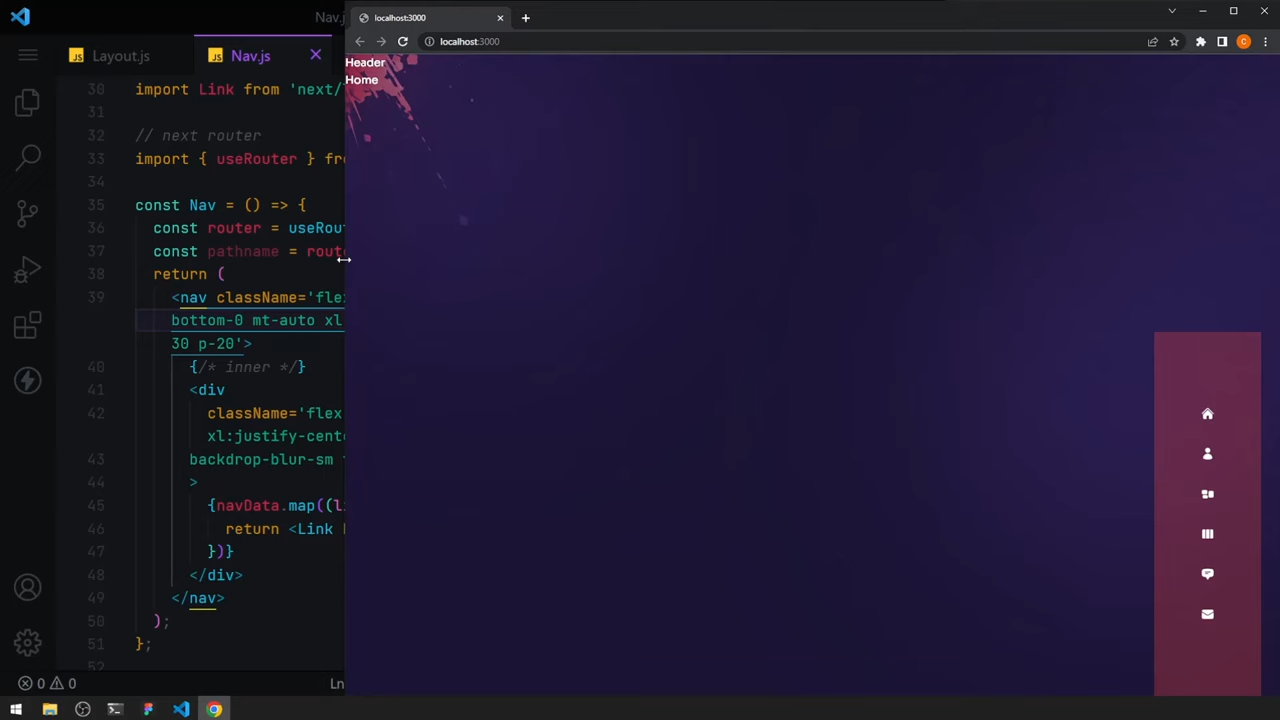 Nav.j
Layout.js
Nav.js
30 import Link from 'next/
31
32 // next router
33 import { useRouter } fro
34
35 const Nav = () => {
36 const router = useRou
37 const pathname = route
38 return (
39 <nav className='fle
bottom-0 mt-auto xl
30 p-20'>
40 {/* inner */}
41 <div
42 className='flex
xl:justify-cent
43 backdrop-blur-sm
44 >
45 {navData.map((l
46 return <Link
47 })}
48 </div>
49 </nav>
50 );
51 };
52
0 0
Ln
localhost:3000
localhost:3000
C
Header
Home